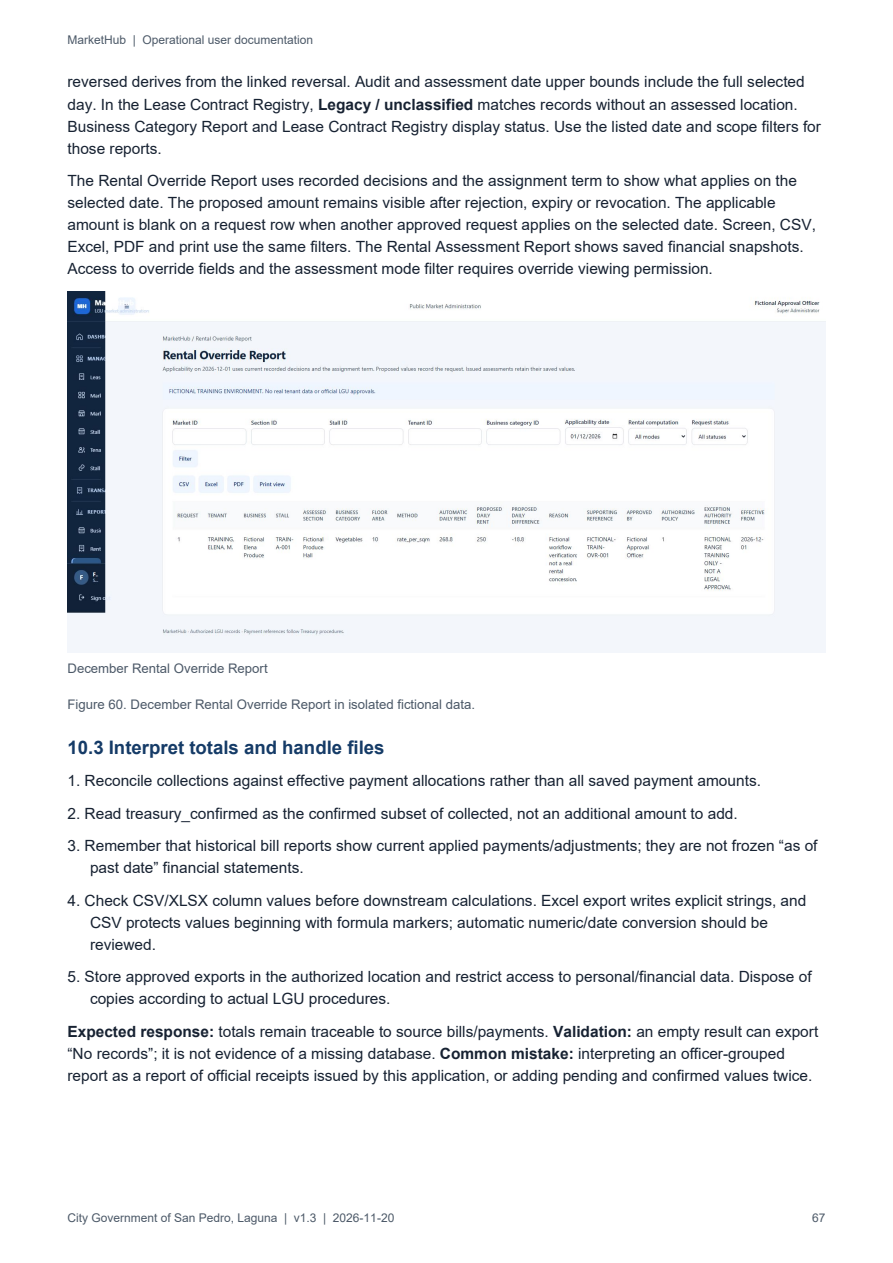 MarketHub | Operational user documentation
reversed derives from the linked reversal. Audit and assessment date upper bounds include the full selected
day. In the Lease Contract Registry, Legacy / unclassified matches records without an assessed location.
Business Category Report and Lease Contract Registry display status. Use the listed date and scope filters for
those reports.
The Rental Override Report uses recorded decisions and the assignment term to show what applies on the
selected date. The proposed amount remains visible after rejection, expiry or revocation. The applicable
amount is blank on a request row when another approved request applies on the selected date. Screen, CSV,
Excel, PDF and print use the same filters. The Rental Assessment Report shows saved financial snapshots.
Access to override fields and the assessment mode filter requires override viewing permission.
MH Ma
Public Market Administration
Fictional Approval Officer
Super Administrator
DASHB
MANAG
Leas
Marl
Marl
Stall
Tena
Stall
TRANS
REPORT
Busir
Rent
F F.
Sign o
MarketHub / Rental Override Report
Rental Override Report
Applicability on 2026-12-01 uses current recorded decisions and the assignment term. Proposed values record the request. Issued assessments retain their saved values.
FICTIONAL TRAINING ENVIRONMENT. No real tenant data or official LGU approvals.
Market ID Section ID Stall ID Tenant ID Business category ID Applicability date Rental computation Request status
01/12/2026 All modes All statuses
Filter
CSV Excel PDF Print view
REQUEST TENANT BUSINESS STALL ASSESSED SECTION BUSINESS CATEGORY FLOOR AREA METHOD AUTOMATIC DAILY RENT PROPOSED DAILY RENT PROPOSED DAILY DIFFERENCE REASON SUPPORTING REFERENCE APPROVED BY AUTHORIZING POLICY EXCEPTION AUTHORITY REFERENCE EFFECTIVE FROM
1 TRAINING, ELENA, M. Fictional Elena Produce TRAIN-A-001 Fictional Produce Hall Vegetables 10 rate_per_sqm 268.8 250 -18.8 Fictional workflow verification; not a real rental concession. FICTIONAL-TRAIN-OVR-001 Fictional Approval Officer 1 FICTIONAL RANGE TRAINING ONLY - NOT A LEGAL APPROVAL 2026-12-01
MarketHub · Authorized LGU records · Payment references follow Treasury procedures.
December Rental Override Report
Figure 60. December Rental Override Report in isolated fictional data.
10.3 Interpret totals and handle files
1. Reconcile collections against effective payment allocations rather than all saved payment amounts.
2. Read treasury_confirmed as the confirmed subset of collected, not an additional amount to add.
3. Remember that historical bill reports show current applied payments/adjustments; they are not frozen “as of
past date” financial statements.
4. Check CSV/XLSX column values before downstream calculations. Excel export writes explicit strings, and
CSV protects values beginning with formula markers; automatic numeric/date conversion should be
reviewed.
5. Store approved exports in the authorized location and restrict access to personal/financial data. Dispose of
copies according to actual LGU procedures.
Expected response: totals remain traceable to source bills/payments. Validation: an empty result can export
“No records”; it is not evidence of a missing database. Common mistake: interpreting an officer-grouped
report as a report of official receipts issued by this application, or adding pending and confirmed values twice.
City Government of San Pedro, Laguna | v1.3 | 2026-11-20
67